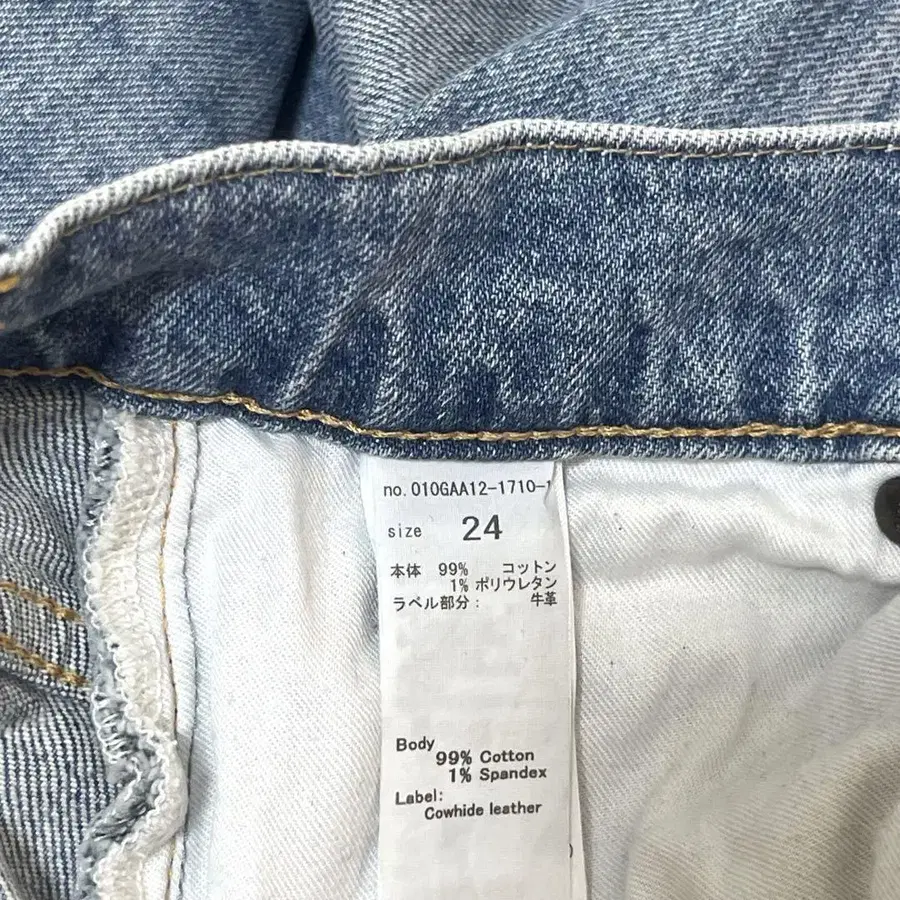 no. 010GAA12-1710-1
size 24
本体 99% コットン
1% ポリウレタン
ラベル部分: 牛革
Body
99% Cotton
1% Spandex
Label:
Cowhide leather